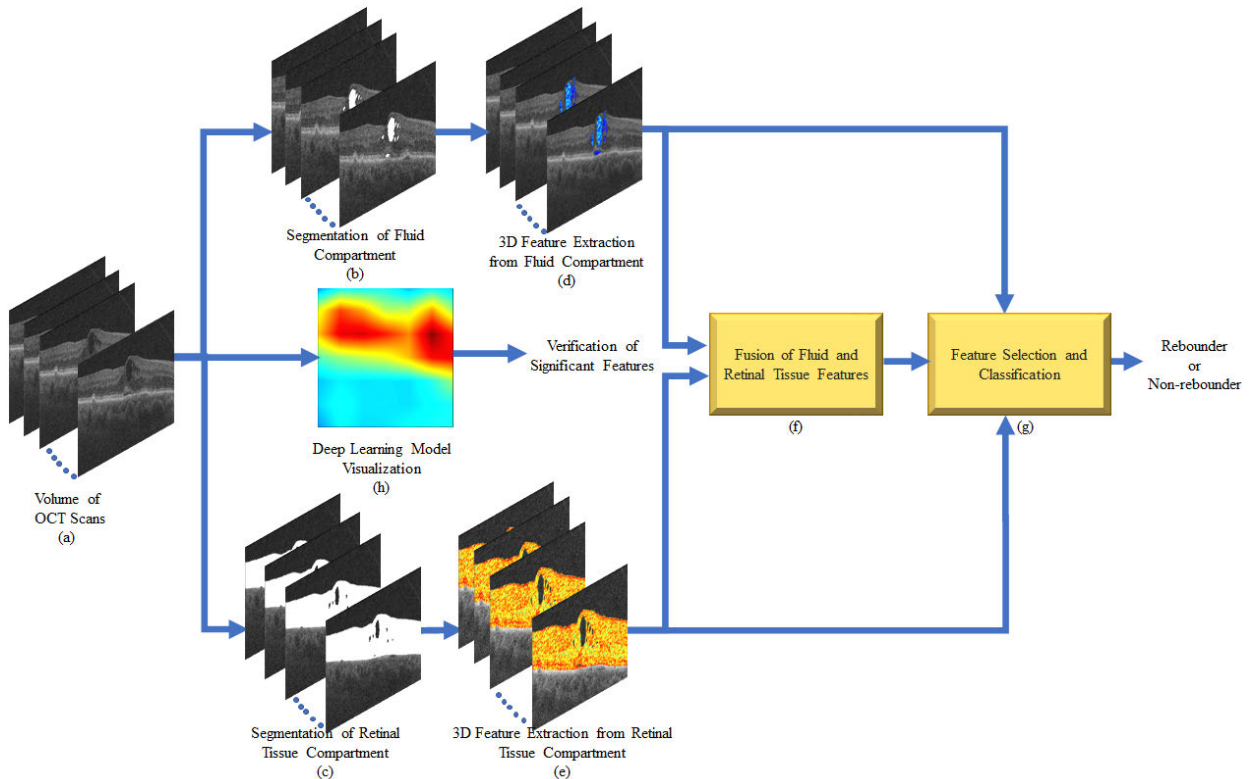 Segmentation of Fluid
Compartment
(b)
3D Feature Extraction
from Fluid Compartment
(d)
Volume of
OCT Scans
(a)
Deep Learning Model
Visualization
(h)
Verification of
Significant Features
Fusion of Fluid and
Retinal Tissue Features
(f)
Feature Selection and
Classification
(g)
Rebounder
or
Non-rebounder
Segmentation of Retinal
Tissue Compartment
(c)
3D Feature Extraction from Retinal
Tissue Compartment
(e)